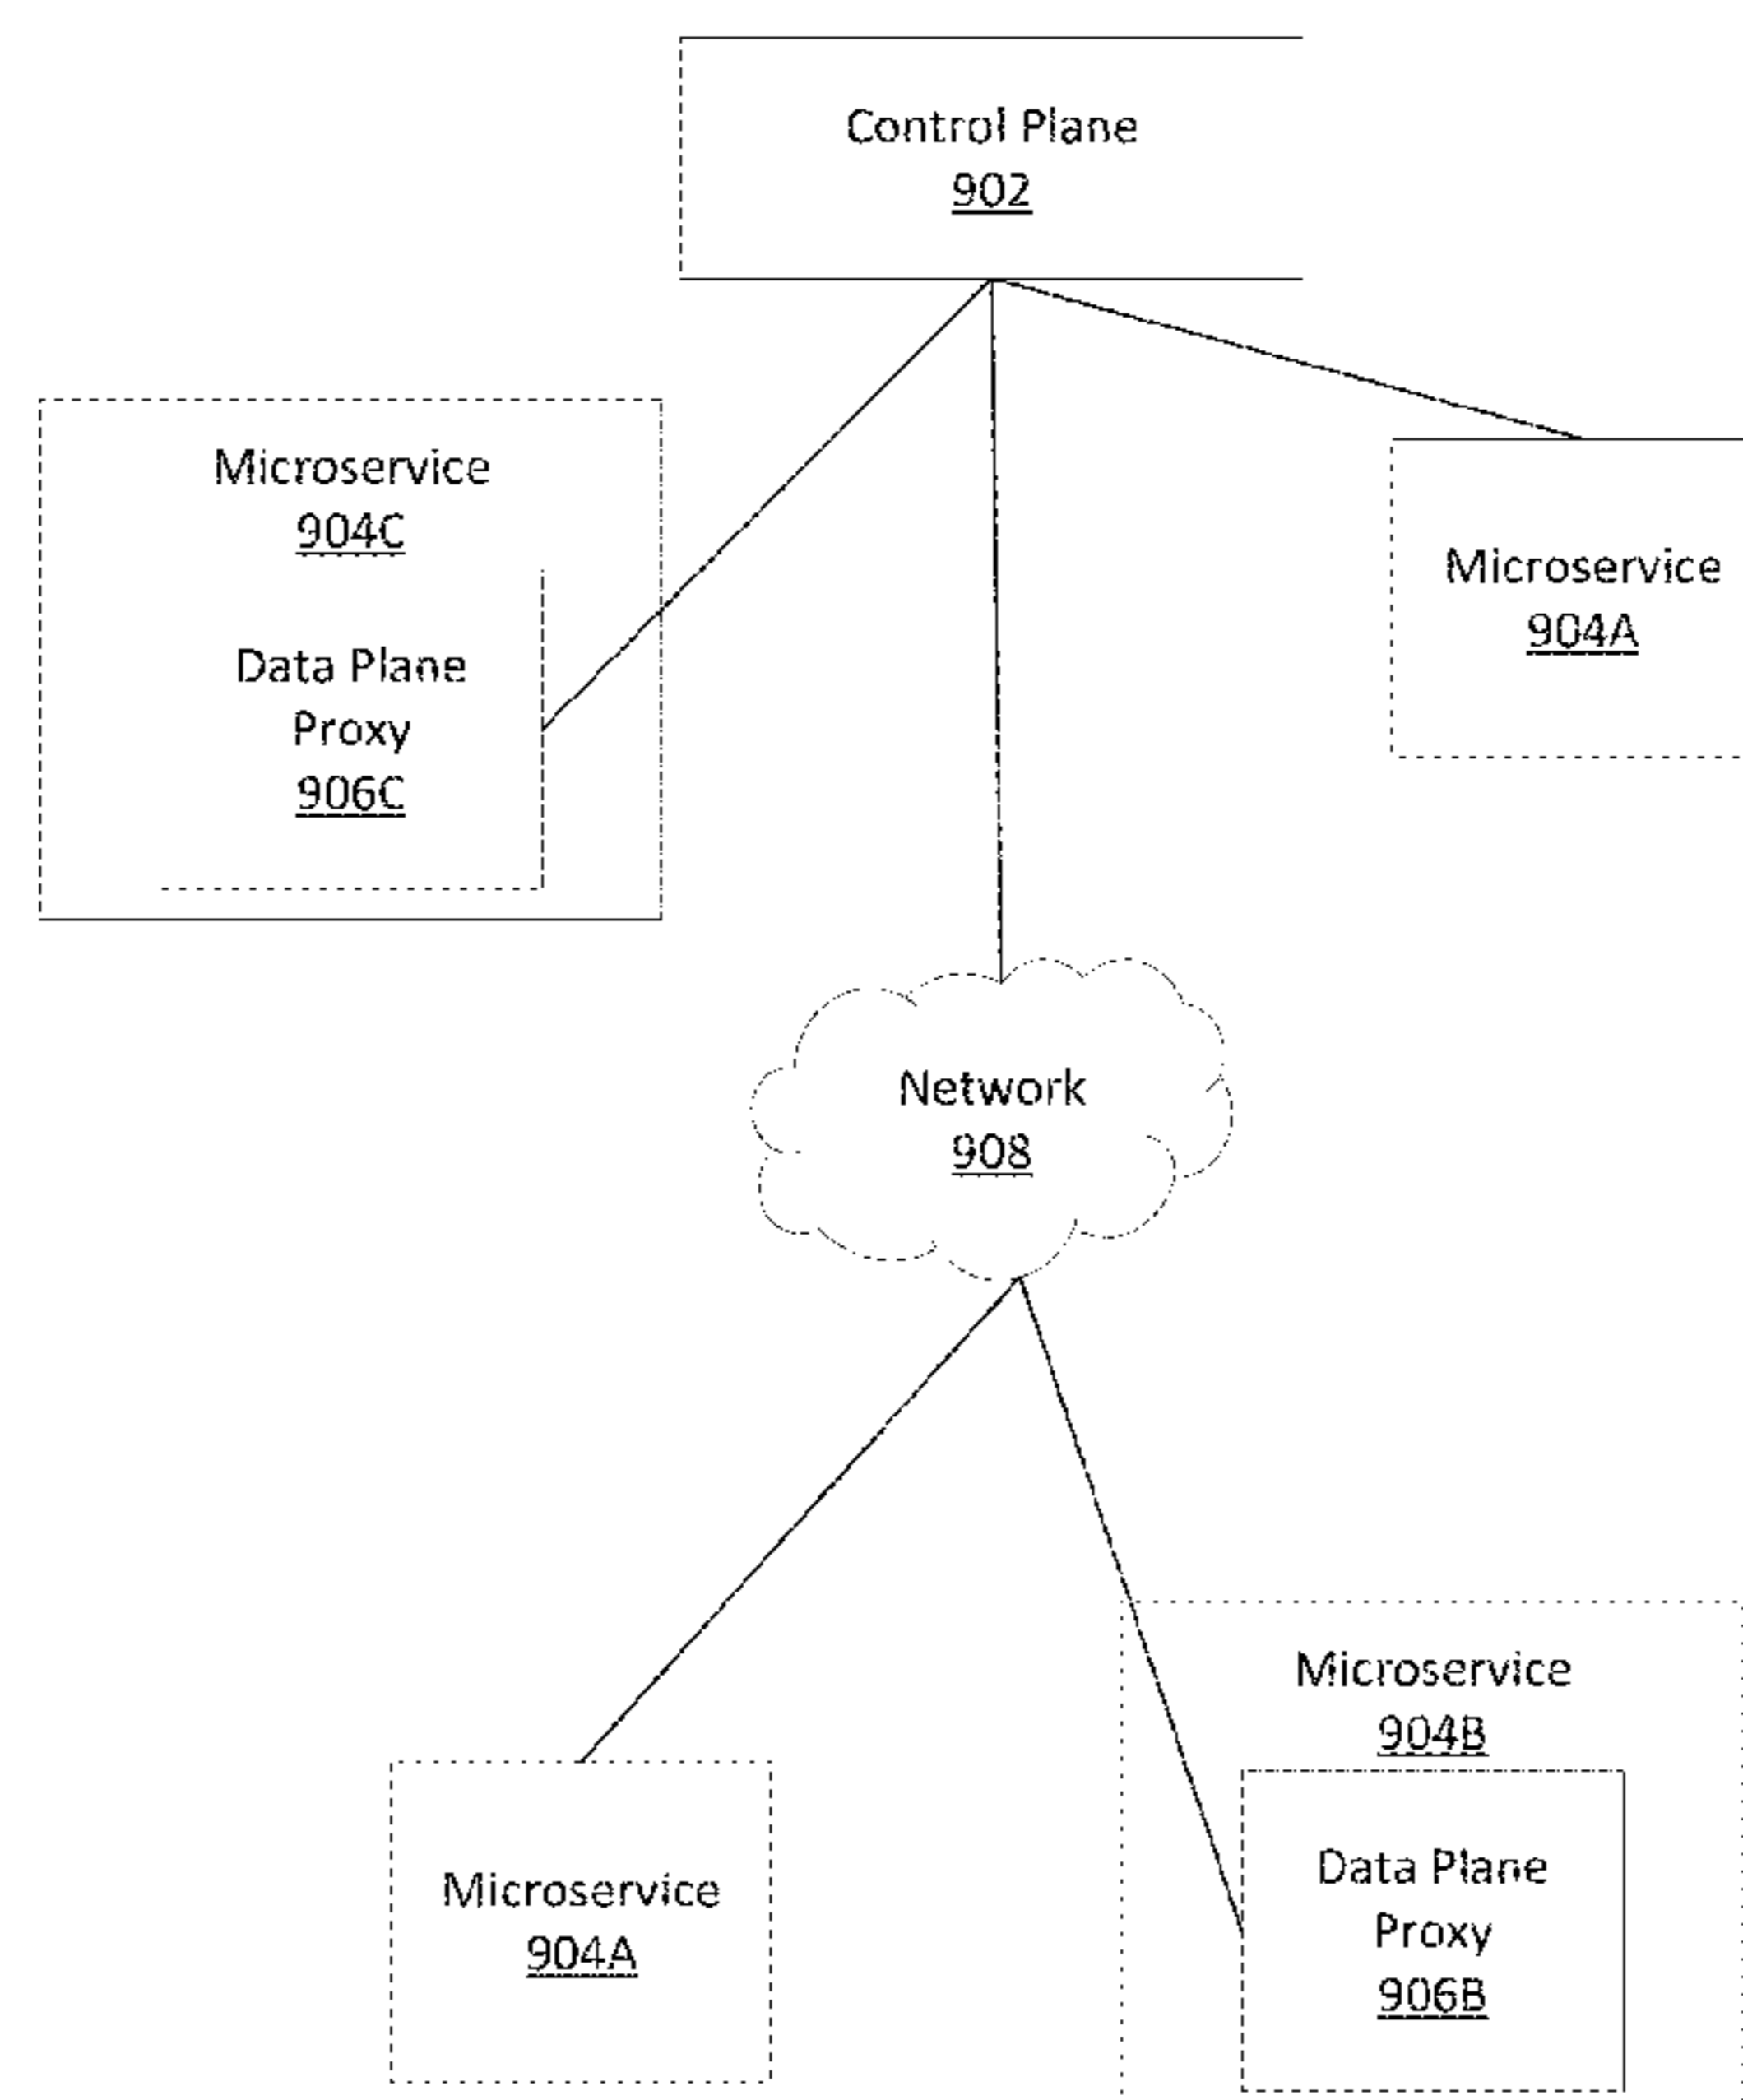 Control Plane
902
Microservice
904C
Data Plane
Proxy
906C
Microservice
904A
Network
908
Microservice
904A
Microservice
904B
Data Plane
Proxy
906B